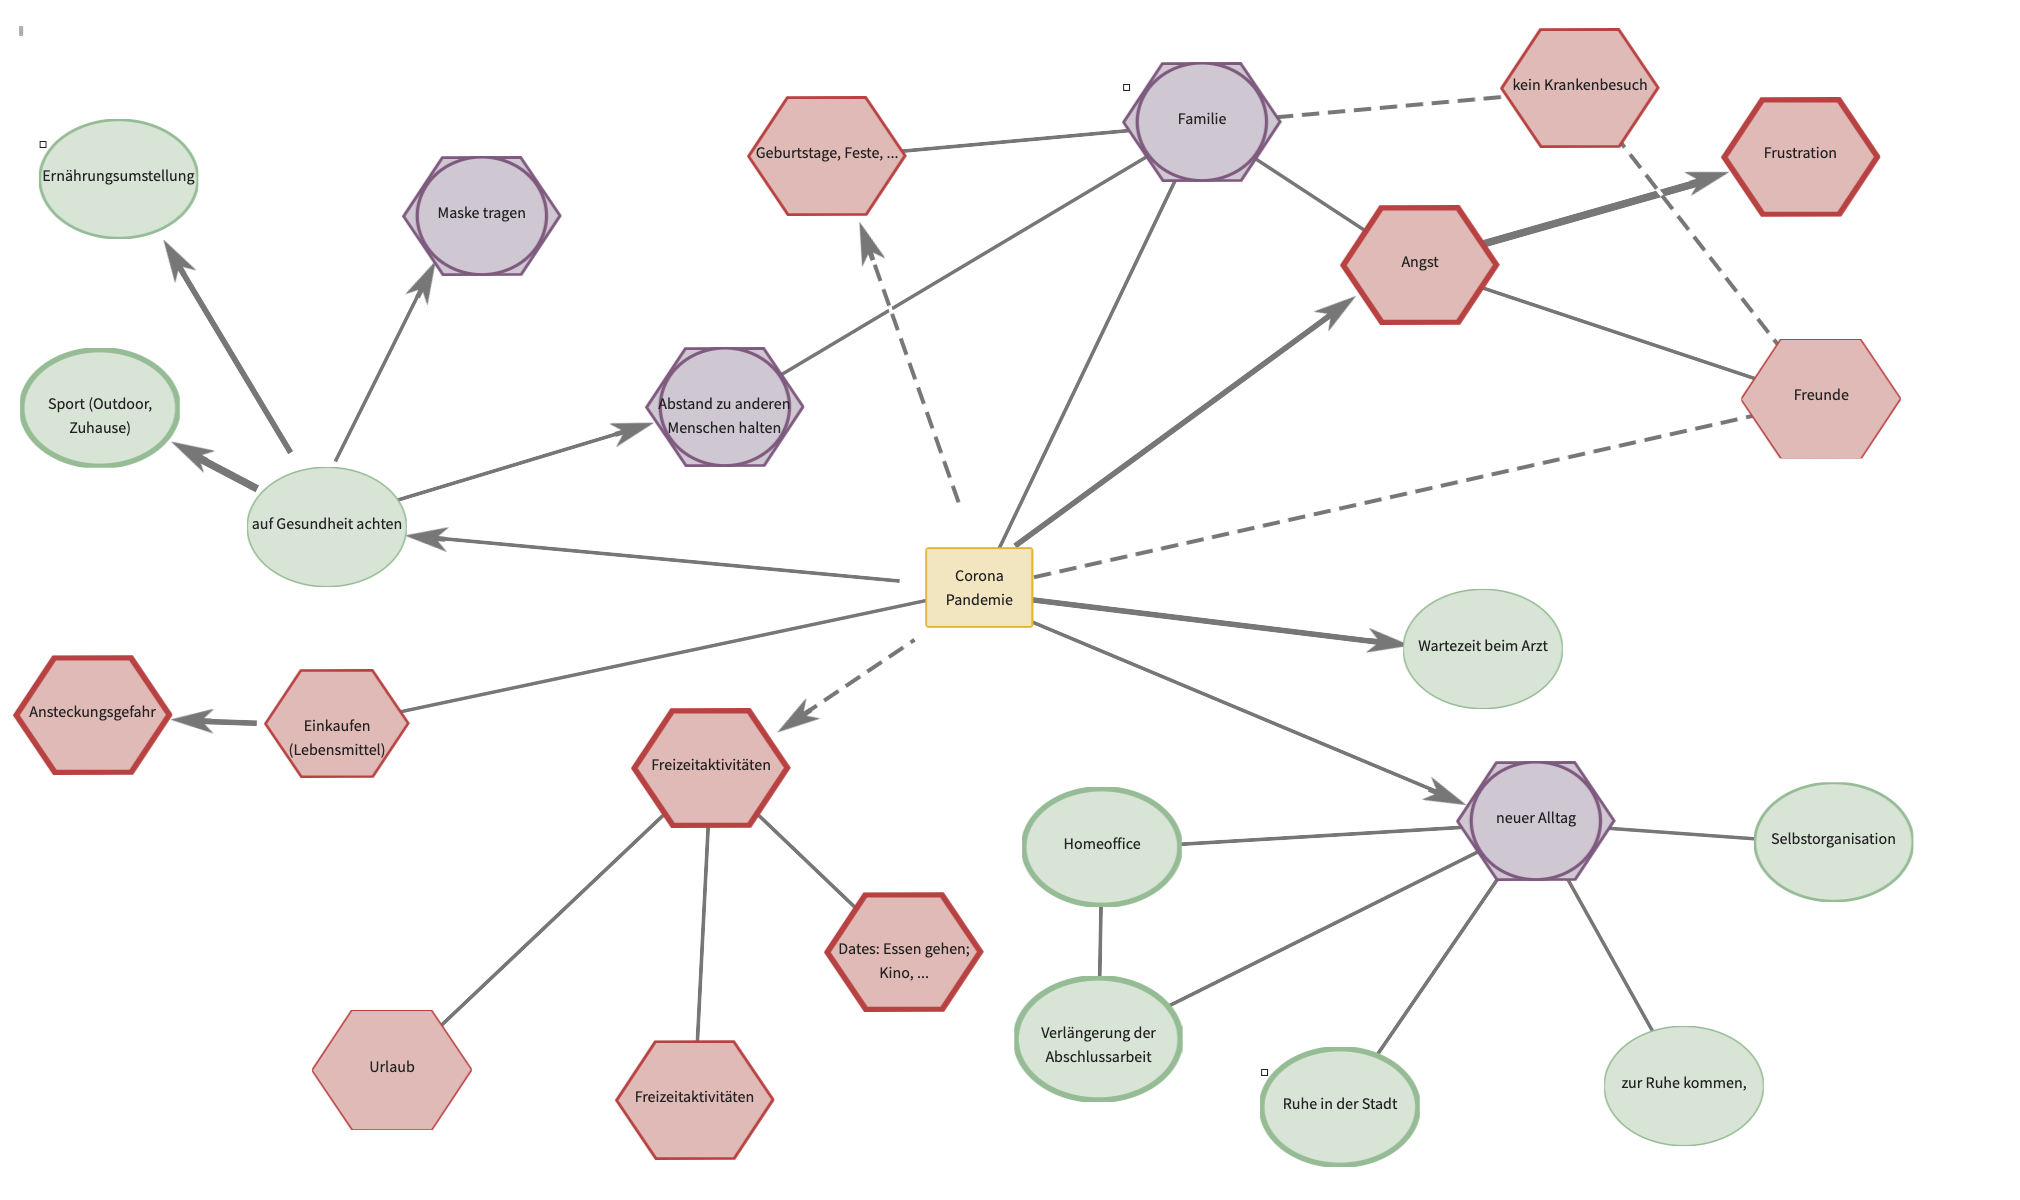 kein Krankenbesuch
Familie
Geburtstage, Feste, ...
Frustration
Ernährungsumstellung
Maske tragen
Angst
Sport (Outdoor,
Zuhause)
Abstand zu anderen
Menschen halten
Freunde
auf Gesundheit achten
Corona
Pandemie
Wartezeit beim Arzt
Ansteckungsgefahr
Einkaufen
(Lebensmittel)
Freizeitaktivitäten
neuer Alltag
Homeoffice
Selbstorganisation
Dates: Essen gehen;
Kino, ...
Verlängerung der
Abschlussarbeit
Urlaub
Freizeitaktivitäten
Ruhe in der Stadt
zur Ruhe kommen,